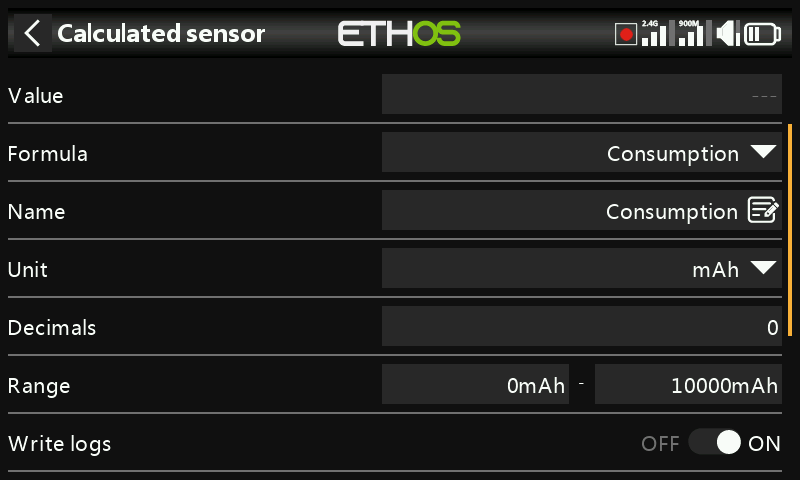 Calculated sensor ETHOS 2.4G 900M
Value ---
Formula Consumption
Name Consumption
Unit mAh
Decimals 0
Range 0mAh - 10000mAh
Write logs OFF ON